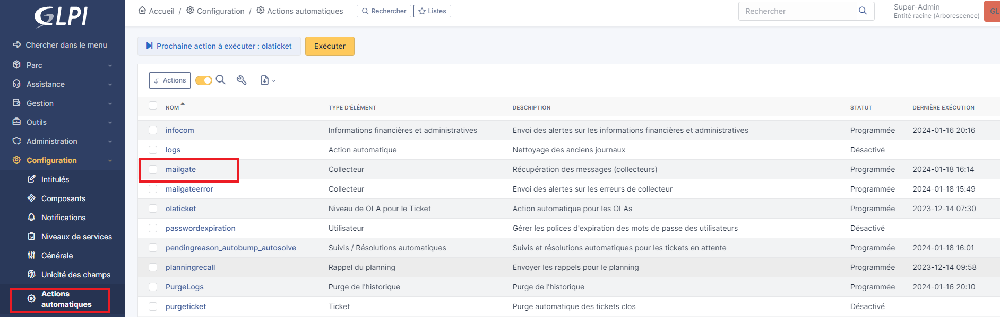 GLPI
Accueil / Configuration / Actions automatiques
Rechercher
Listes
Rechercher
Super-Admin
Entité racine (Arborescence)
GL
Chercher dans le menu
Parc
Assistance
Gestion
Outils
Administration
Configuration
Intitulés
Composants
Notifications
Niveaux de services
Générale
Unicité des champs
Actions
automatiques
Prochaine action à exécuter : olaticket
Exécuter
Actions
NOM TYPE D'ÉLÉMENT DESCRIPTION STATUT DERNIÈRE EXÉCUTION
infocom Informations financières et administratives Envoi des alertes sur les informations financières et administratives Programmée 2024-01-16 20:16
logs Action automatique Nettoyage des anciens journaux Désactivé
mailgate Collecteur Récupération des messages (collecteurs) Programmée 2024-01-18 16:14
mailgateerror Collecteur Envoi des alertes sur les erreurs de collecteur Programmée 2024-01-18 15:49
olaticket Niveau de OLA pour le Ticket Action automatique pour les OLAs Programmée 2023-12-14 07:30
passwordexpiration Utilisateur Gérer les polices d'expiration des mots de passe des utilisateurs Désactivé
pendingreason_autobump_autosolve Suivis / Résolutions automatiques Suivis et résolutions automatiques pour les tickets en attente Programmée 2024-01-18 16:01
planningrecall Rappel du planning Envoyer les rappels pour le planning Programmée 2023-12-14 09:58
PurgeLogs Purge de l'historique Purge de l'historique Programmée 2024-01-16 20:10
purgeticket Ticket Purge automatique des tickets clos Désactivé